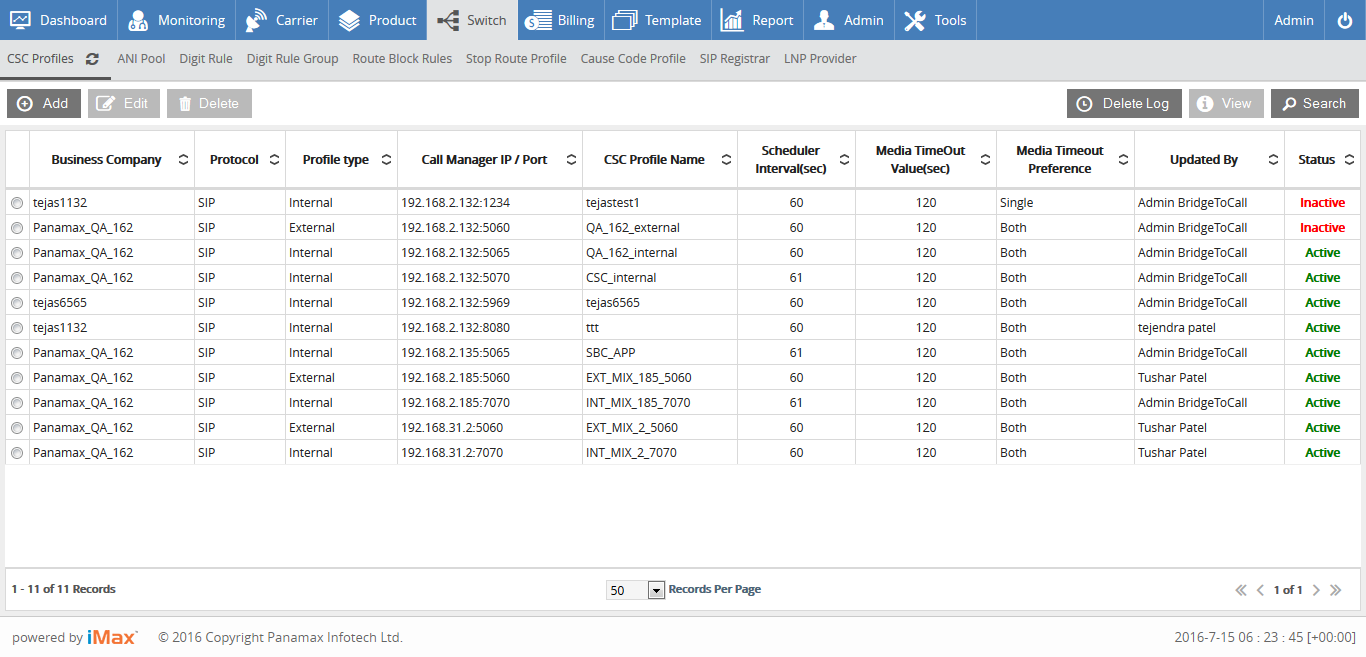 Dashboard Monitoring Carrier Product Switch Billing Template Report Admin Tools Admin
CSC Profiles ANI Pool Digit Rule Digit Rule Group Route Block Rules Stop Route Profile Cause Code Profile SIP Registrar LNP Provider
Add Edit Delete Delete Log View Search
Business Company Protocol Profile type Call Manager IP / Port CSC Profile Name Scheduler Interval(sec) Media TimeOut Value(sec) Media Timeout Preference Updated By Status
tejas1132 SIP Internal 192.168.2.132:1234 tejastest1 60 120 Single Admin BridgeToCall Inactive
Panamax_QA_162 SIP External 192.168.2.132:5060 QA_162_external 60 120 Both Admin BridgeToCall Inactive
Panamax_QA_162 SIP Internal 192.168.2.132:5065 QA_162_internal 60 120 Both Admin BridgeToCall Active
Panamax_QA_162 SIP Internal 192.168.2.132:5070 CSC_internal 61 120 Both Admin BridgeToCall Active
tejas6565 SIP Internal 192.168.2.132:5969 tejas6565 60 120 Both Admin BridgeToCall Active
tejas1132 SIP Internal 192.168.2.132:8080 ttt 60 120 Both tejendra patel Active
Panamax_QA_162 SIP Internal 192.168.2.135:5065 SBC_APP 61 120 Both Admin BridgeToCall Active
Panamax_QA_162 SIP External 192.168.2.185:5060 EXT_MIX_185_5060 60 120 Both Tushar Patel Active
Panamax_QA_162 SIP Internal 192.168.2.185:7070 INT_MIX_185_7070 61 120 Both Admin BridgeToCall Active
Panamax_QA_162 SIP External 192.168.31.2:5060 EXT_MIX_2_5060 60 120 Both Tushar Patel Active
Panamax_QA_162 SIP Internal 192.168.31.2:7070 INT_MIX_2_7070 60 120 Both Tushar Patel Active
1 - 11 of 11 Records 50 Records Per Page 1 of 1
powered by iMax © 2016 Copyright Panamax Infotech Ltd. 2016-7-15 06 : 23 : 45 [+00:00]